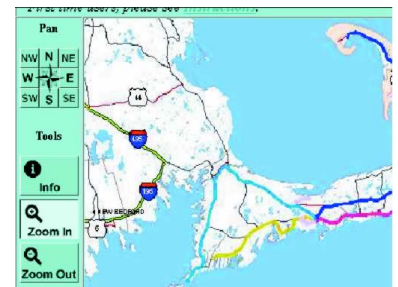 First time users, please see Instructions.
Pan
NW N NE
W E
SW S SE
Tools
Info
Zoom In
Zoom Out
44
495
195
NEW BEDFORD
6